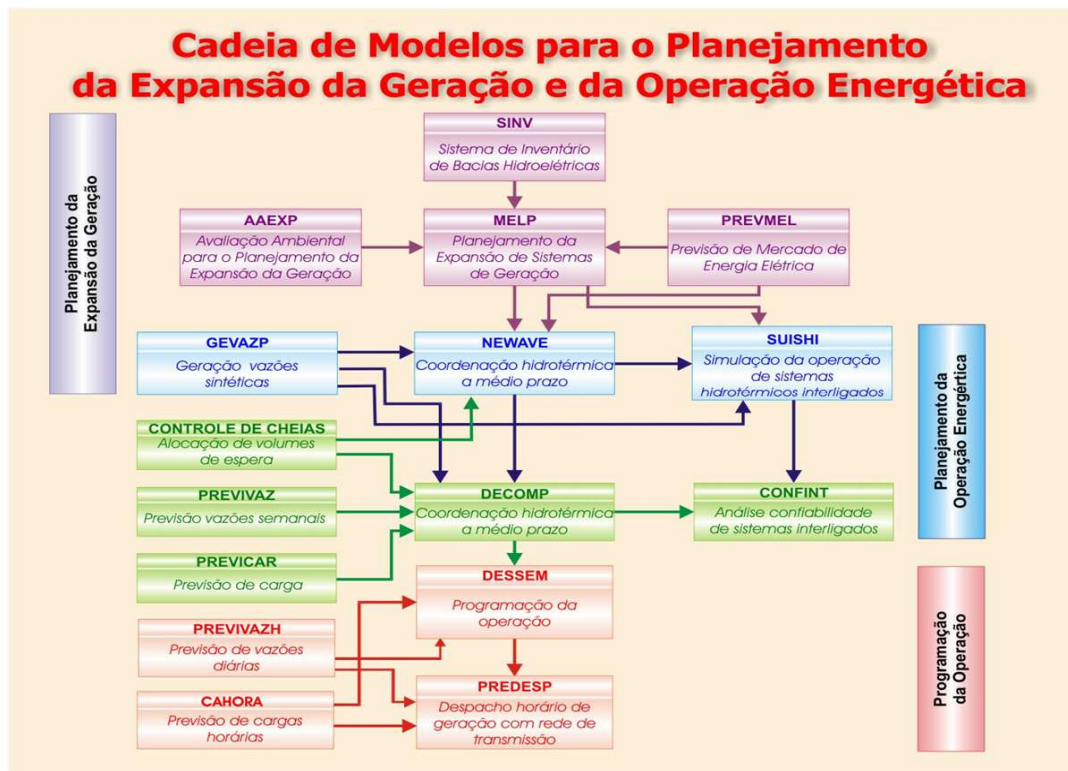 Cadeia de Modelos para o Planejamento
da Expansão da Geração e da Operação Energética
Planejamento da
Expansão da Geração
SINV
Sistema de Inventário
de Bacias Hidroelétricas
AAEXP
Avaliação Ambiental
para o Planejamento da
Expansão da Geração
MELP
Planejamento da
Expansão de Sistemas
de Geração
PREVMEL
Previsão de Mercado de
Energia Elétrica
GEVAZP
Geração vazões
sintéticas
NEWAVE
Coordenação hidrotérmica
a médio prazo
SUISHI
Simulação da operação
de sistemas
hidrotérmicos interligados
Planejamento da
Operação Energértica
CONTROLE DE CHEIAS
Alocação de volumes
de espera
PREVIVAZ
Previsão vazões semanais
DECOMP
Coordenação hidrotérmica
a médio prazo
CONFINT
Análise confiabilidade
de sistemas interligados
PREVICAR
Previsão de carga
DESSEM
Programação da
operação
PREVIVAZH
Previsão de vazões
diárias
CAHORA
Previsão de cargas
horárias
PREDESP
Despacho horário de
geração com rede de
transmissão
Programação
da Operação